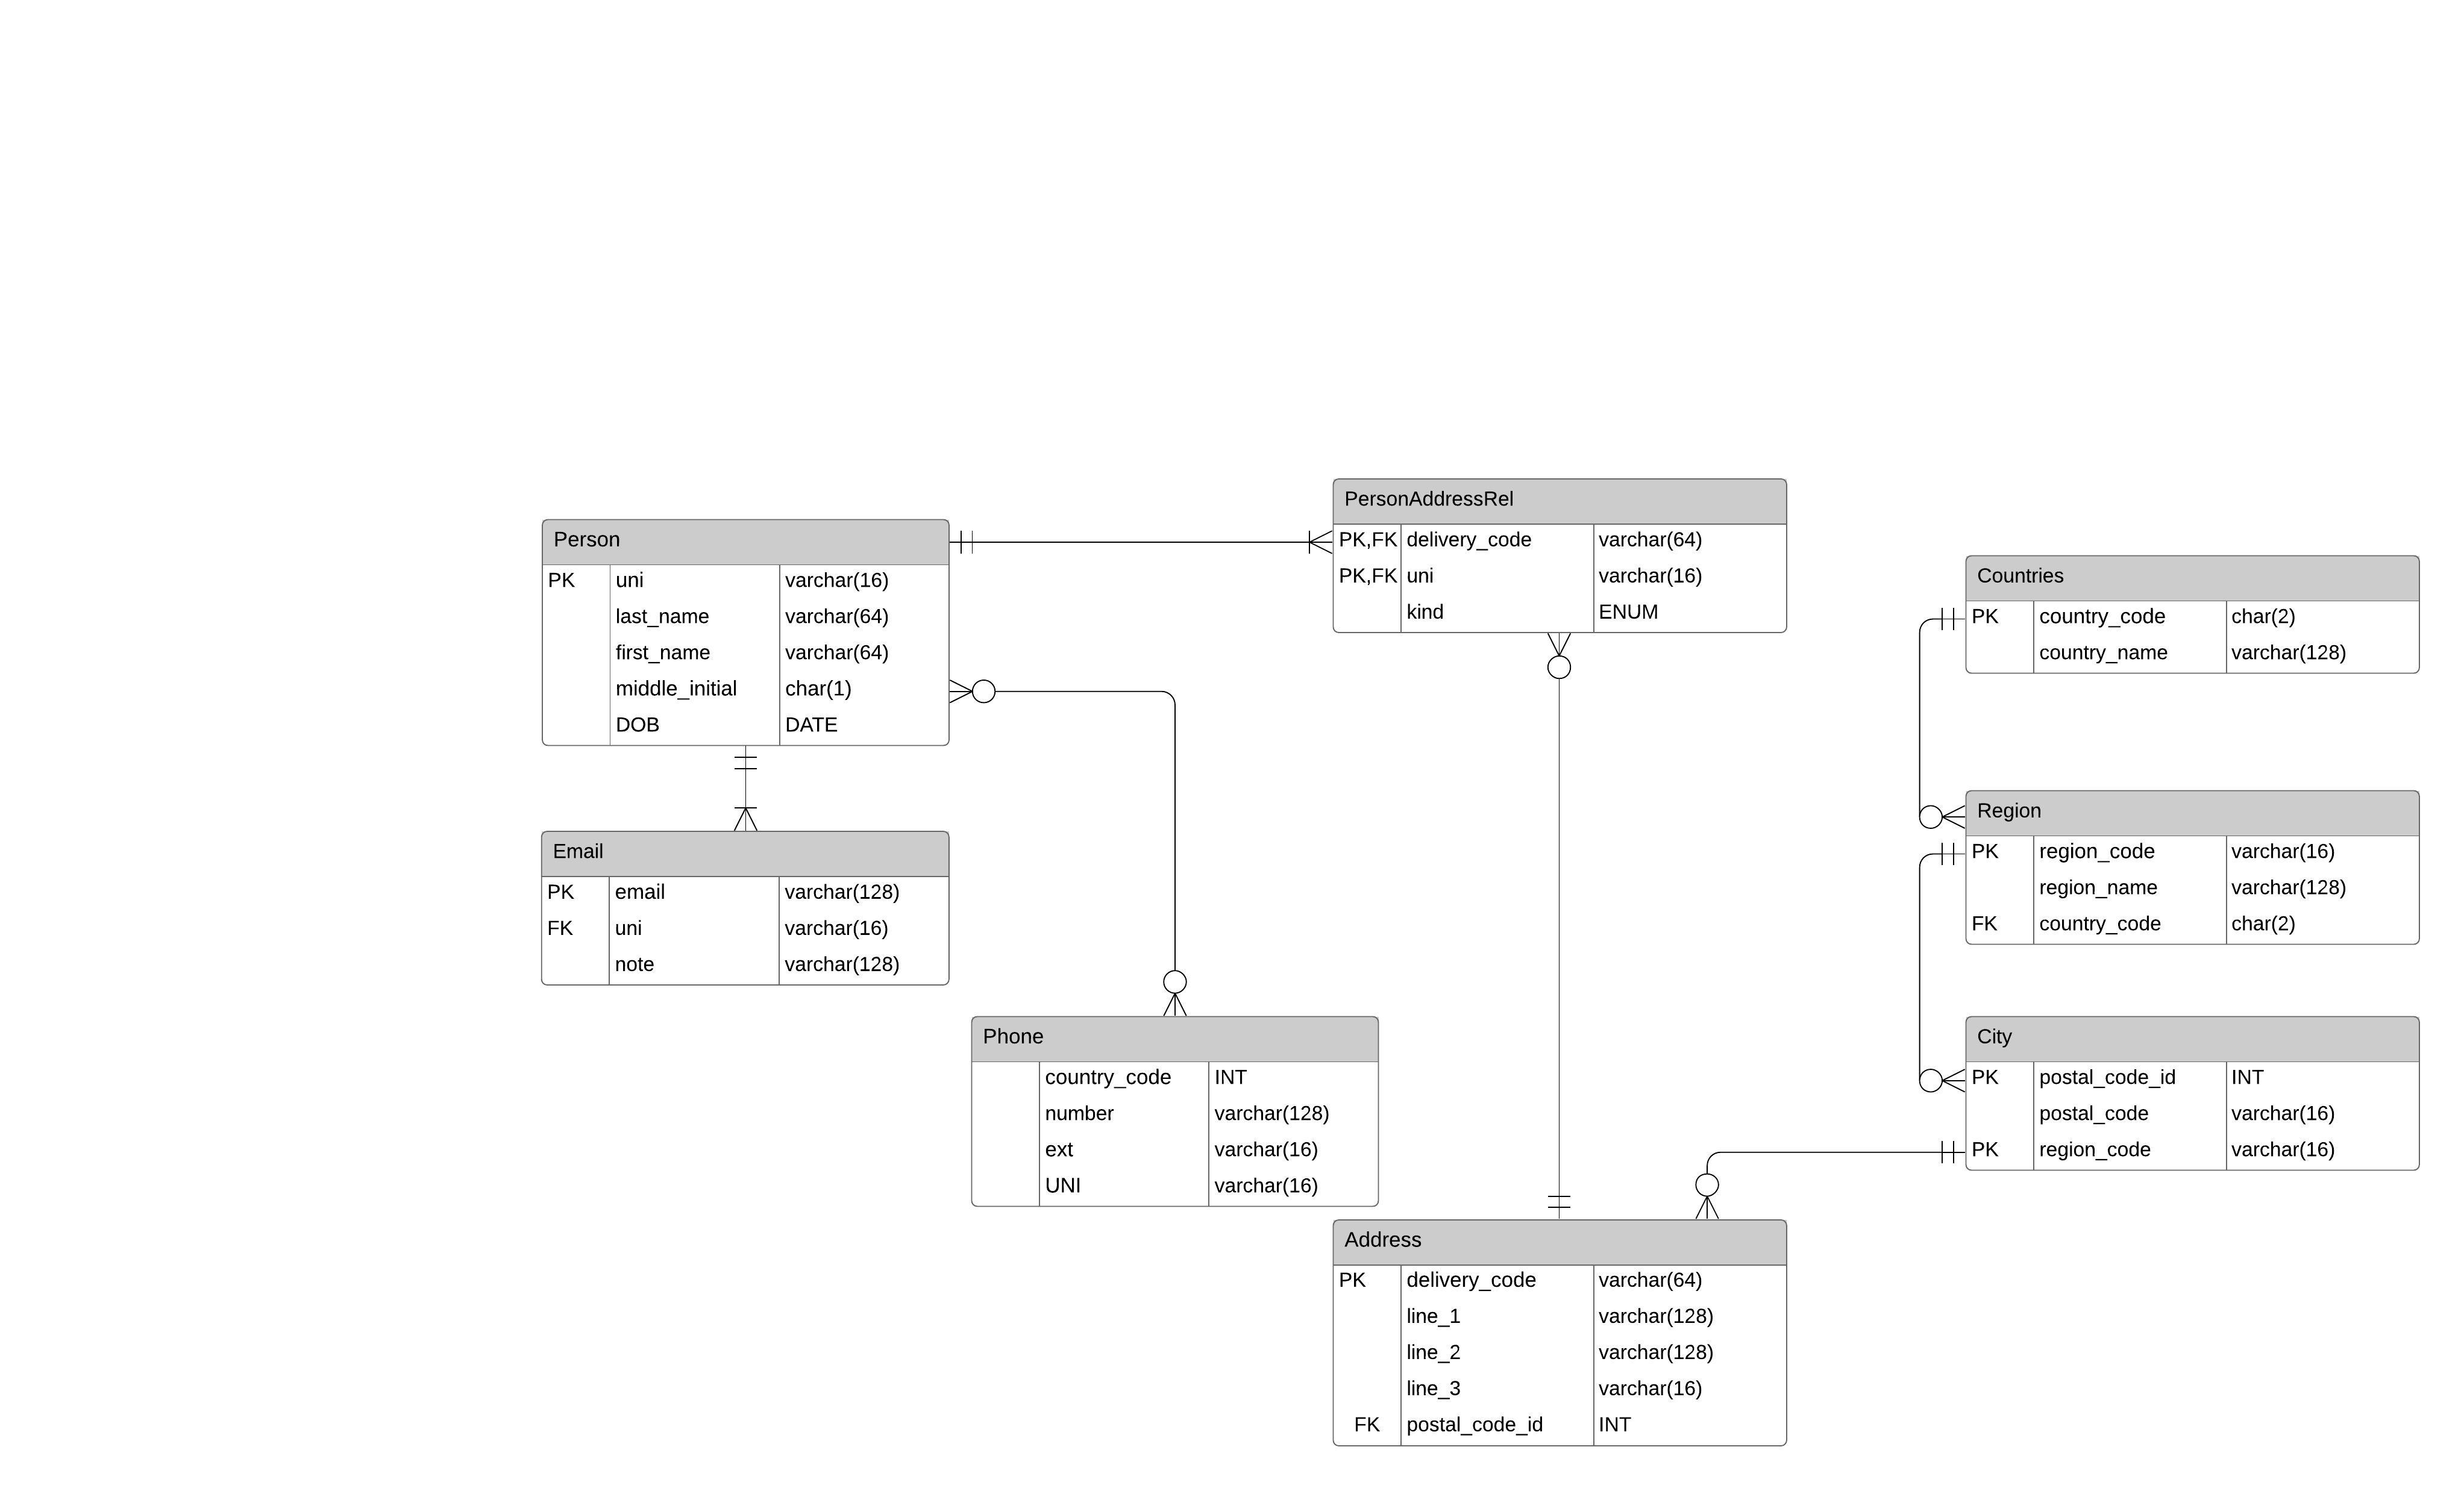 Person
PK uni varchar(16)
last_name varchar(64)
first_name varchar(64)
middle_initial char(1)
DOB DATE
Email
PK email varchar(128)
FK uni varchar(16)
note varchar(128)
Phone
country_code INT
number varchar(128)
ext varchar(16)
UNI varchar(16)
PersonAddressRel
PK,FK delivery_code varchar(64)
PK,FK uni varchar(16)
kind ENUM
Address
PK delivery_code varchar(64)
line_1 varchar(128)
line_2 varchar(128)
line_3 varchar(16)
FK postal_code_id INT
Countries
PK country_code char(2)
country_name varchar(128)
Region
PK region_code varchar(16)
region_name varchar(128)
FK country_code char(2)
City
PK postal_code_id INT
postal_code varchar(16)
PK region_code varchar(16)